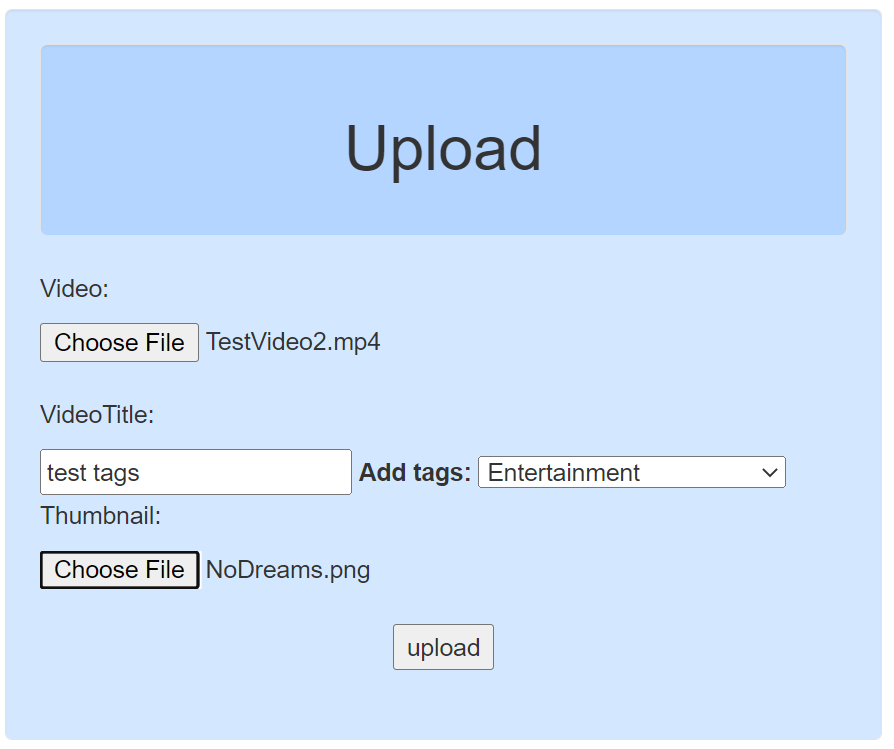 Upload
Video:
Choose File TestVideo2.mp4
VideoTitle:
test tags Add tags: Entertainment
Thumbnail:
Choose File NoDreams.png
upload